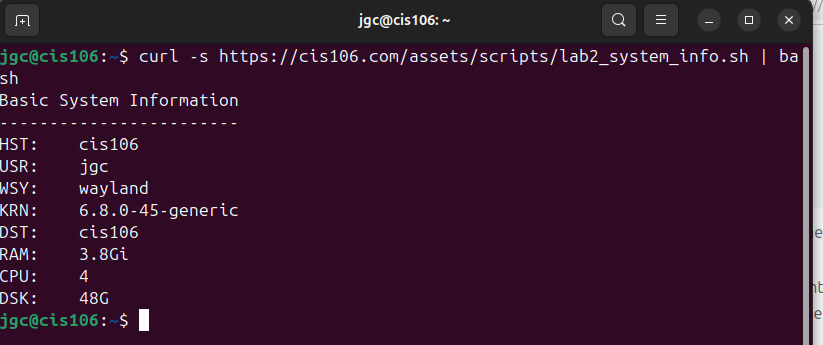 jgc@cis106: ~
jgc@cis106:~$ curl -s https://cis106.com/assets/scripts/lab2_system_info.sh | ba
sh
Basic System Information
------------------------
HST:    cis106
USR:    jgc
WSY:    wayland
KRN:    6.8.0-45-generic
DST:    cis106
RAM:    3.8Gi
CPU:    4
DSK:    48G
jgc@cis106:~$